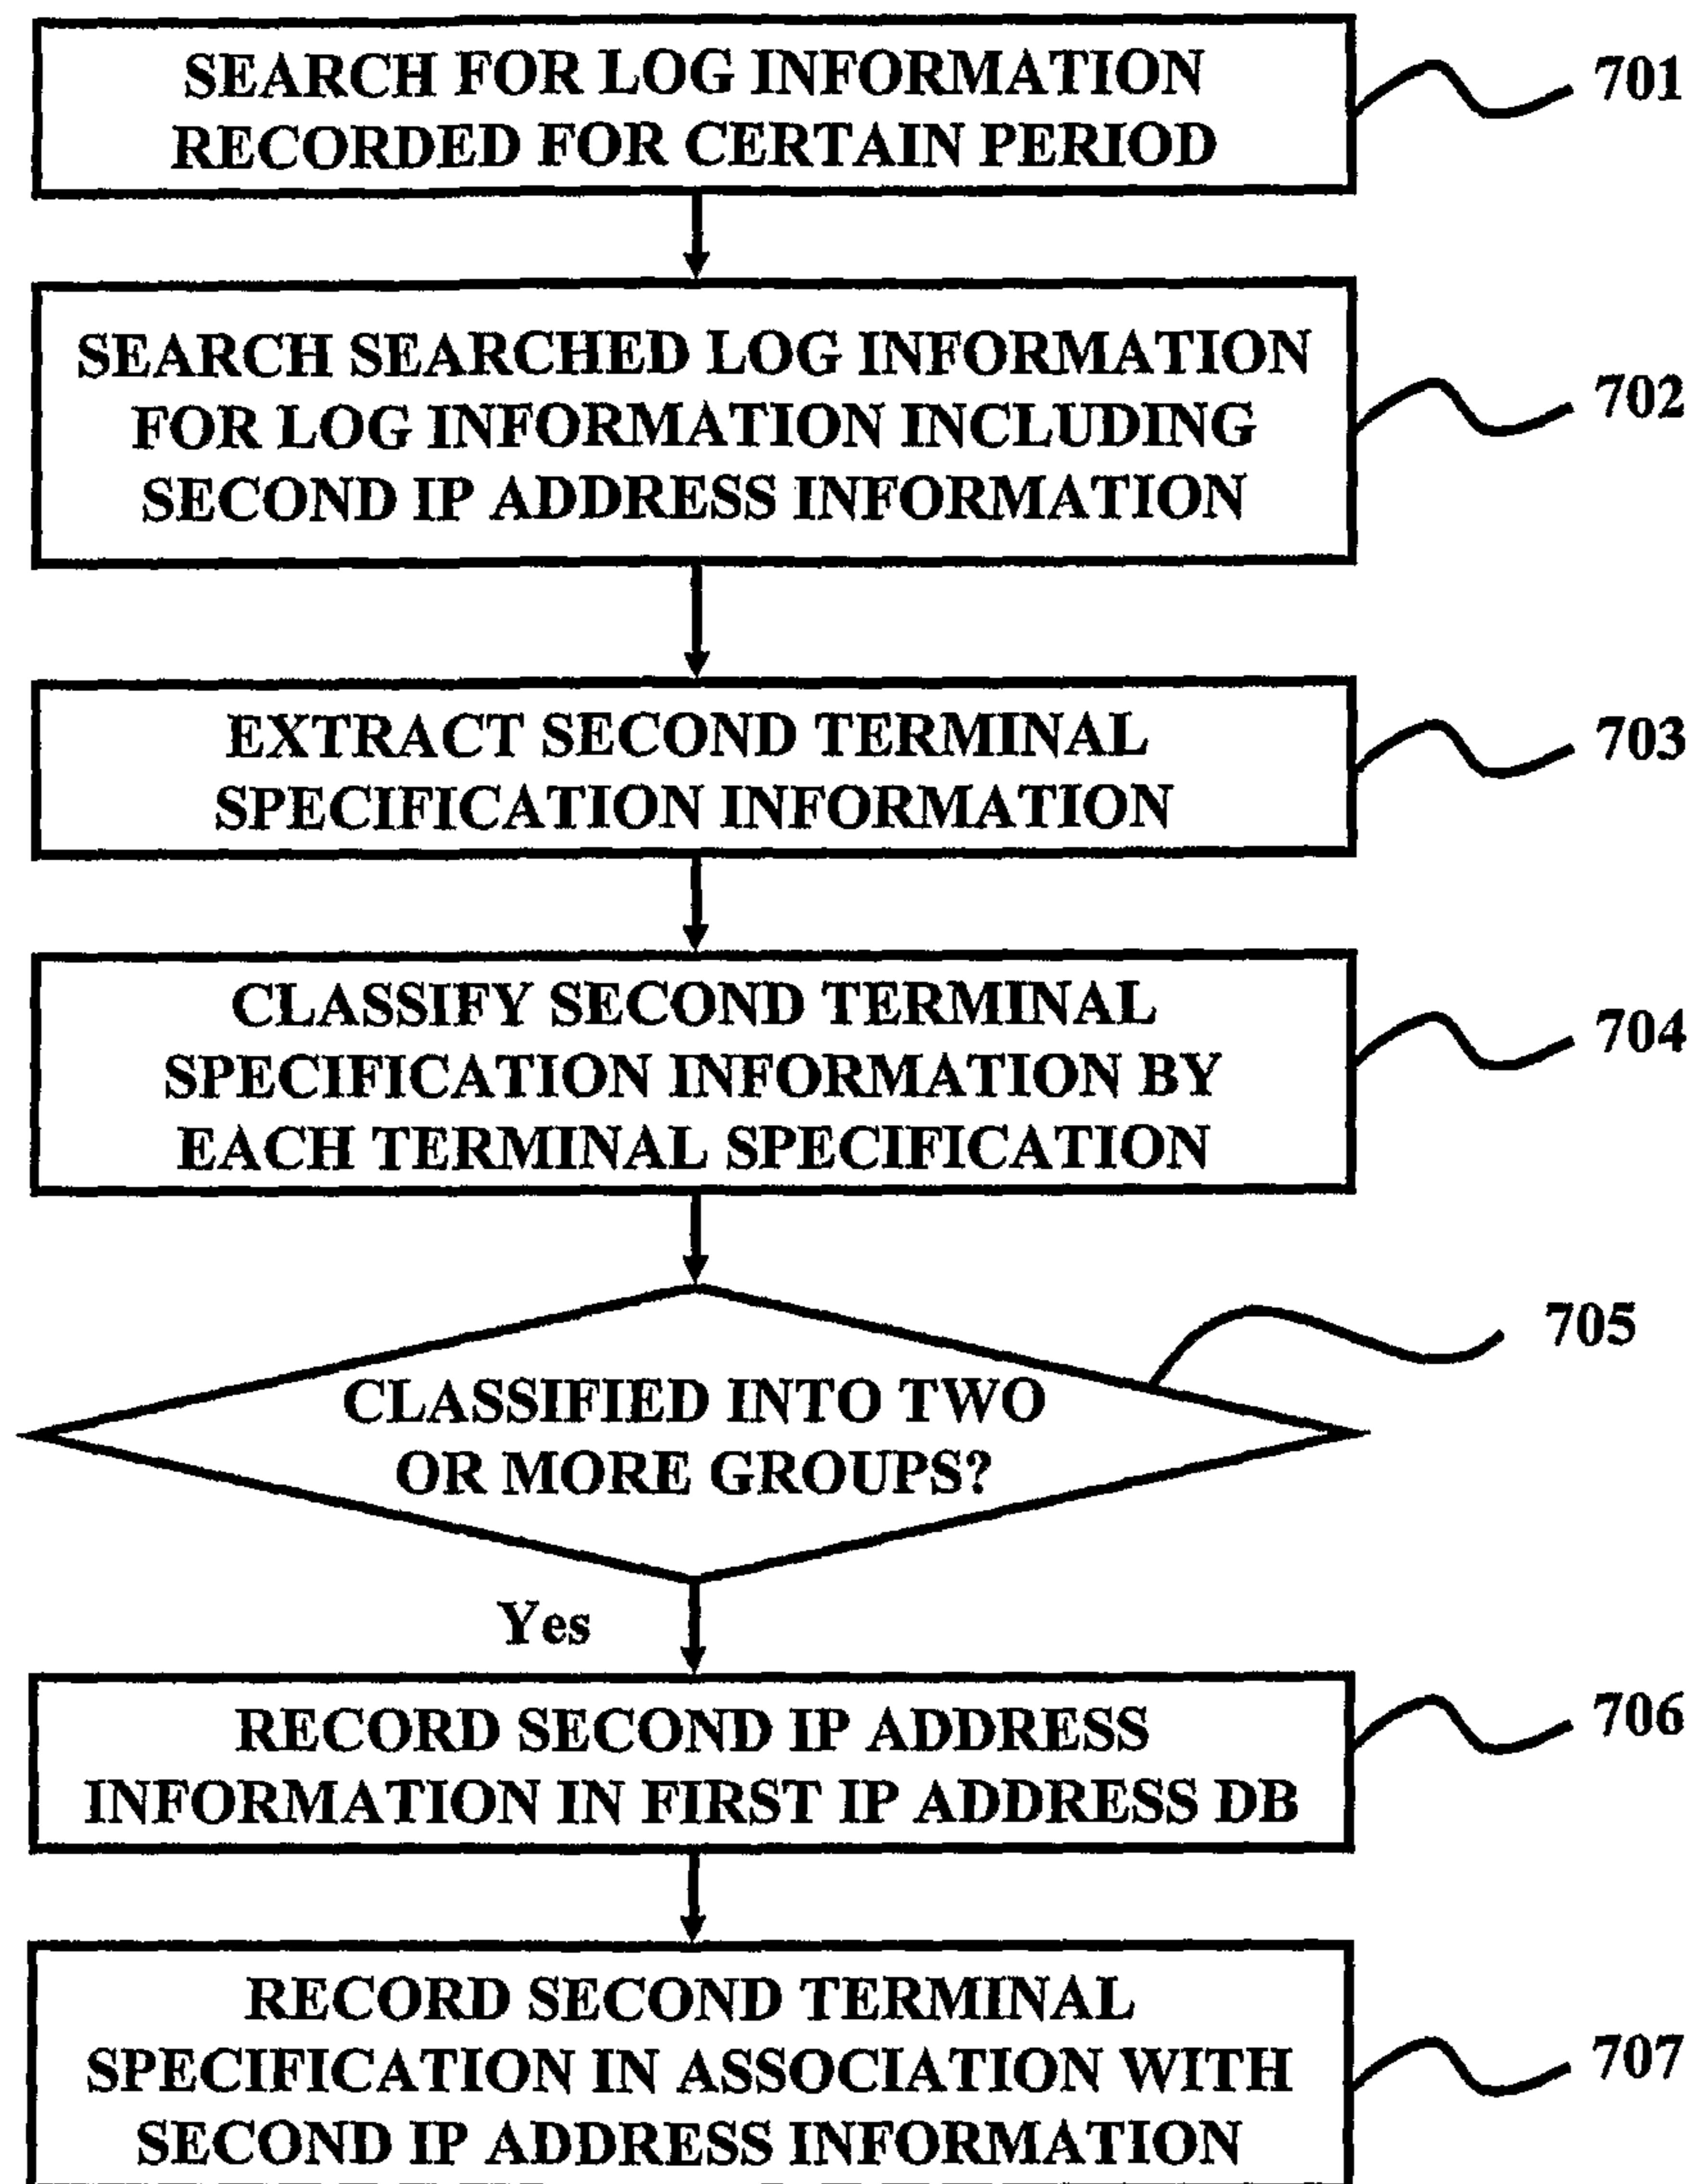 SEARCH FOR LOG INFORMATION
RECORDED FOR CERTAIN PERIOD
701
SEARCH SEARCHED LOG INFORMATION
FOR LOG INFORMATION INCLUDING
SECOND IP ADDRESS INFORMATION
702
EXTRACT SECOND TERMINAL
SPECIFICATION INFORMATION
703
CLASSIFY SECOND TERMINAL
SPECIFICATION INFORMATION BY
EACH TERMINAL SPECIFICATION
704
CLASSIFIED INTO TWO
OR MORE GROUPS?
705
Yes
RECORD SECOND IP ADDRESS
INFORMATION IN FIRST IP ADDRESS DB
706
RECORD SECOND TERMINAL
SPECIFICATION IN ASSOCIATION WITH
SECOND IP ADDRESS INFORMATION
707